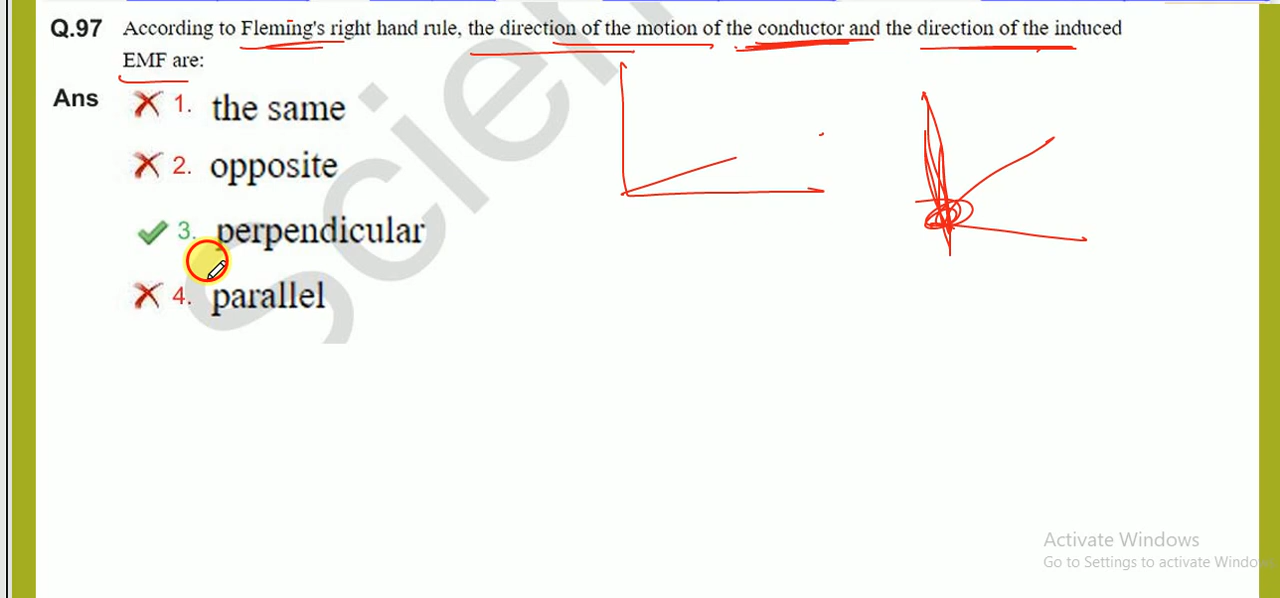 Q.97 According to Fleming's right hand rule, the direction of the motion of the conductor and the direction of the induced
EMF are:
Ans 1. the same
2. opposite
3. perpendicular
4. parallel
Scien
Activate Windows
Go to Settings to activate Windo